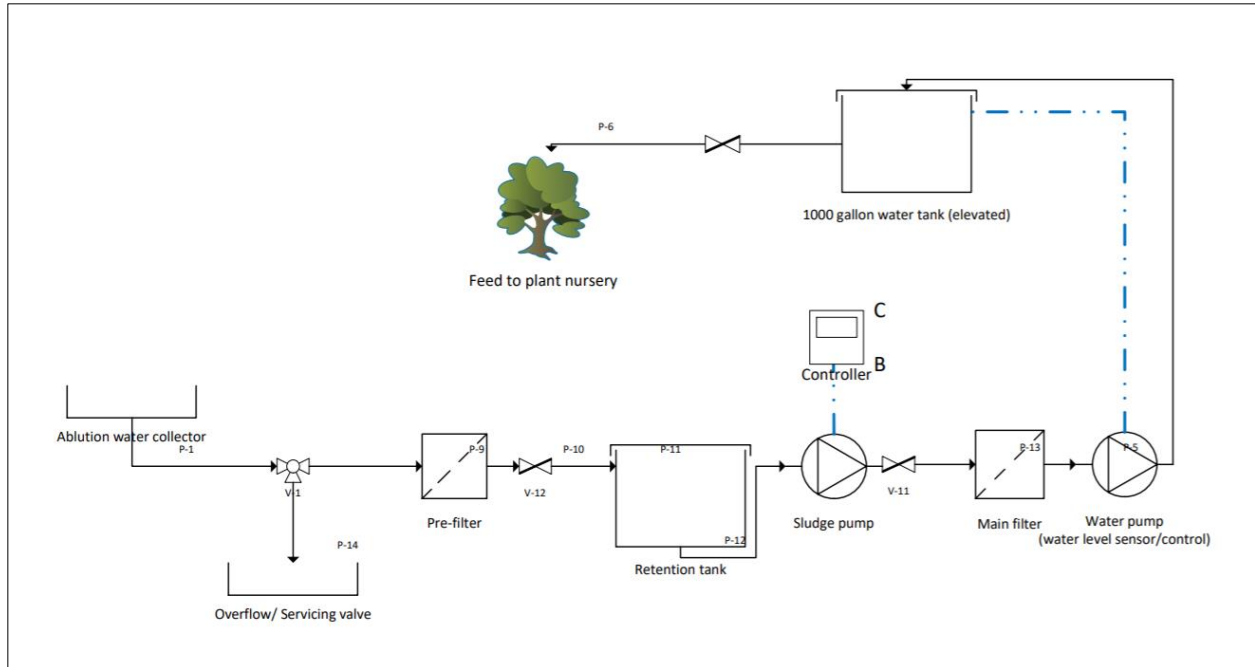 P-6
1000 gallon water tank (elevated)
Feed to plant nursery
C
B
Controller
Ablution water collector
P-1
V-1
P-9
P-10
P-11
P-13
P-5
V-12
V-11
Pre-filter
Sludge pump
Main filter
Water pump
(water level sensor/control)
P-14
P-12
Retention tank
Overflow/ Servicing valve